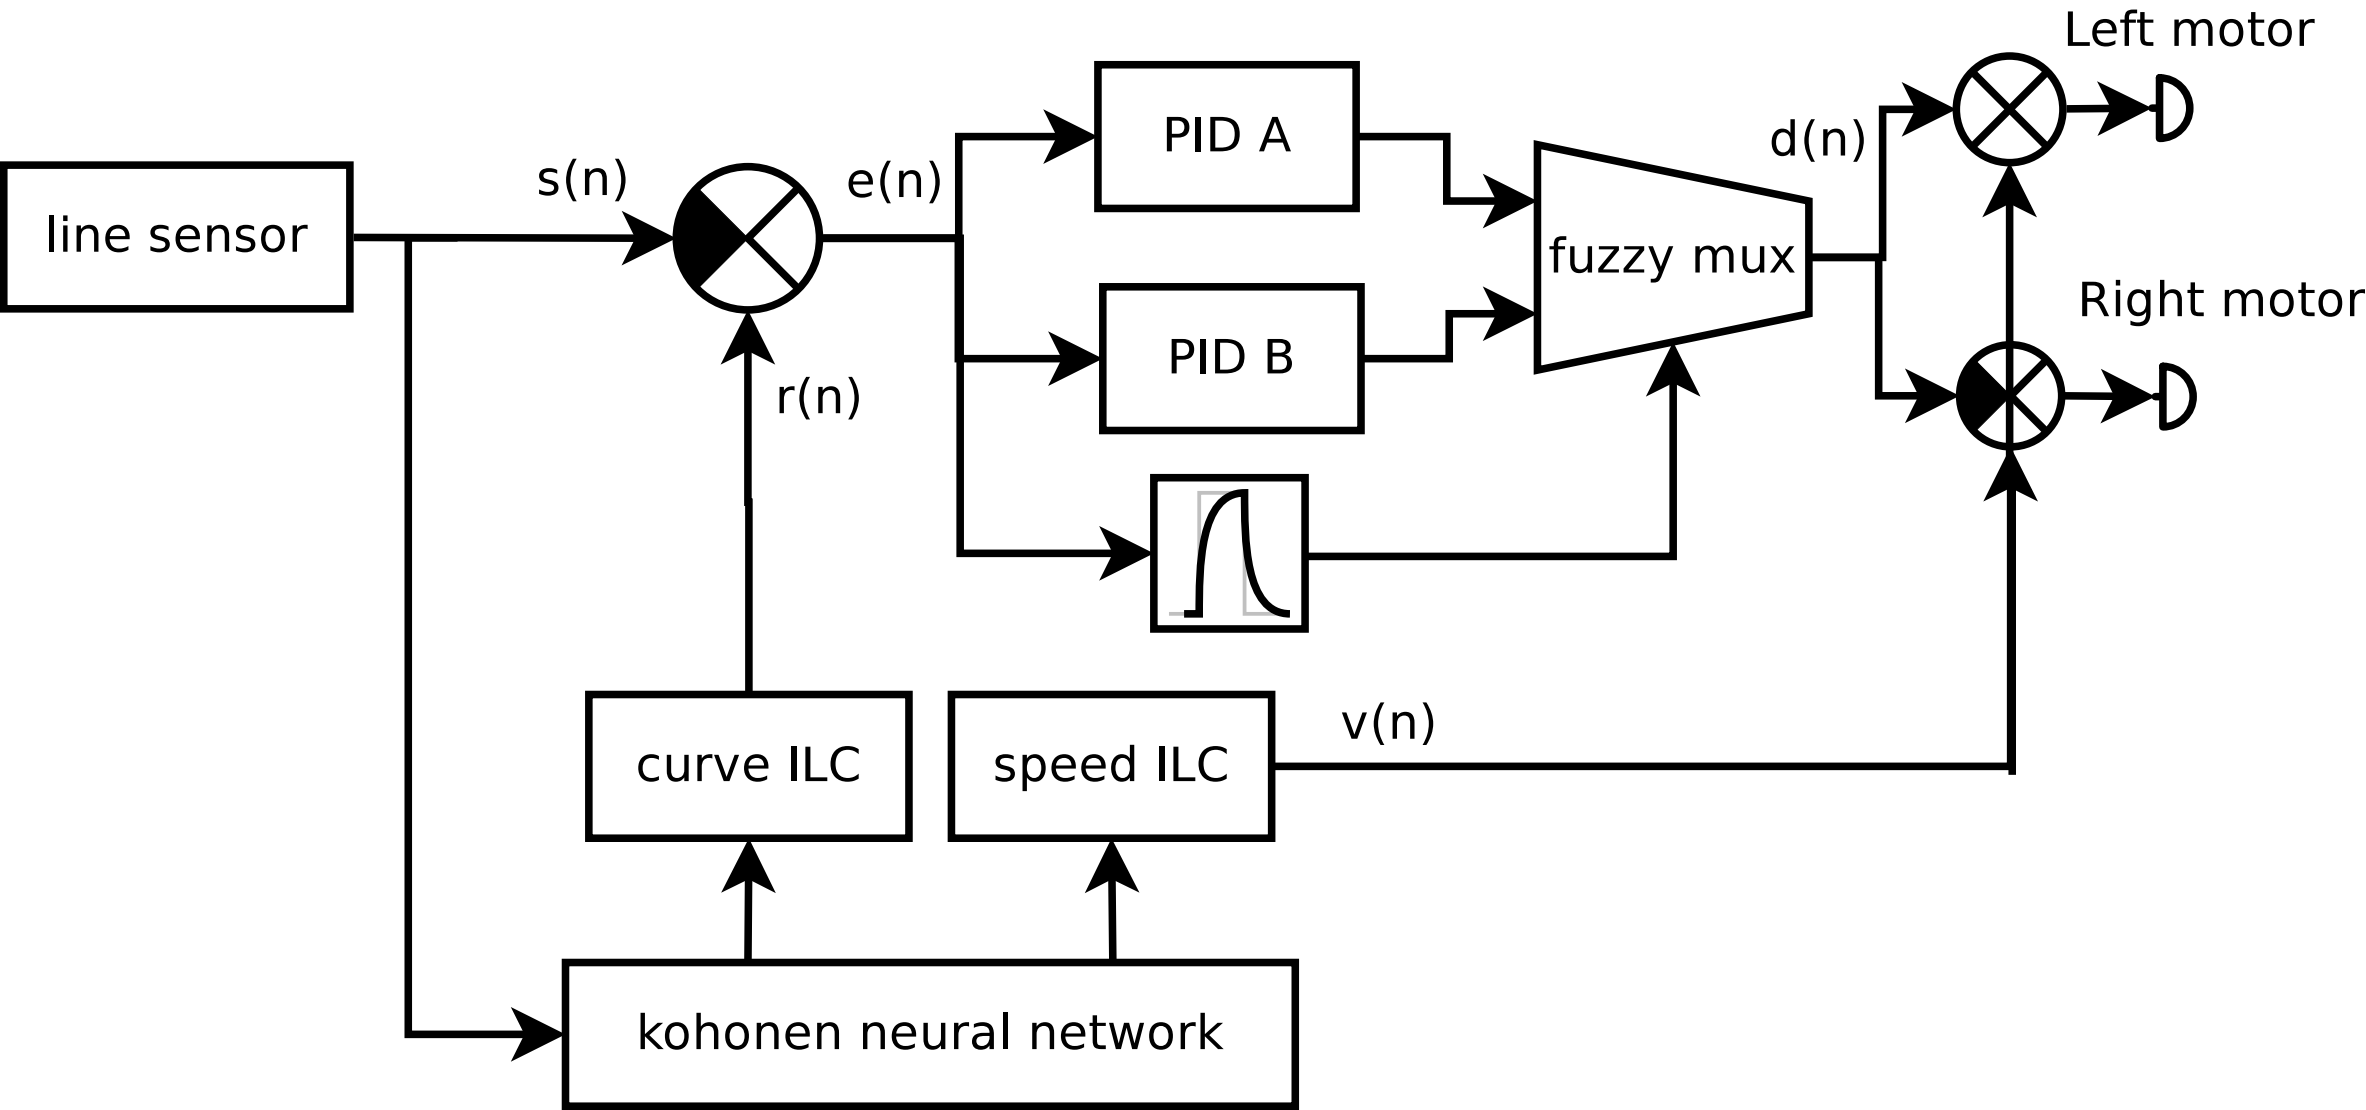 Left motor
PID A
d(n)
s(n)
e(n)
line sensor
fuzzy mux
Right motor
PID B
r(n)
v(n)
curve ILC
speed ILC
kohonen neural network